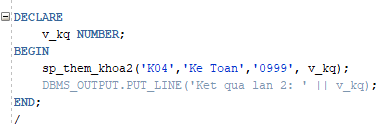 DECLARE
v_kq NUMBER;
BEGIN
sp_them_khoa2('K04','Ke Toan','0999', v_kq);
DBMS_OUTPUT.PUT_LINE('Ket qua lan 2: ' || v_kq);
END;
/